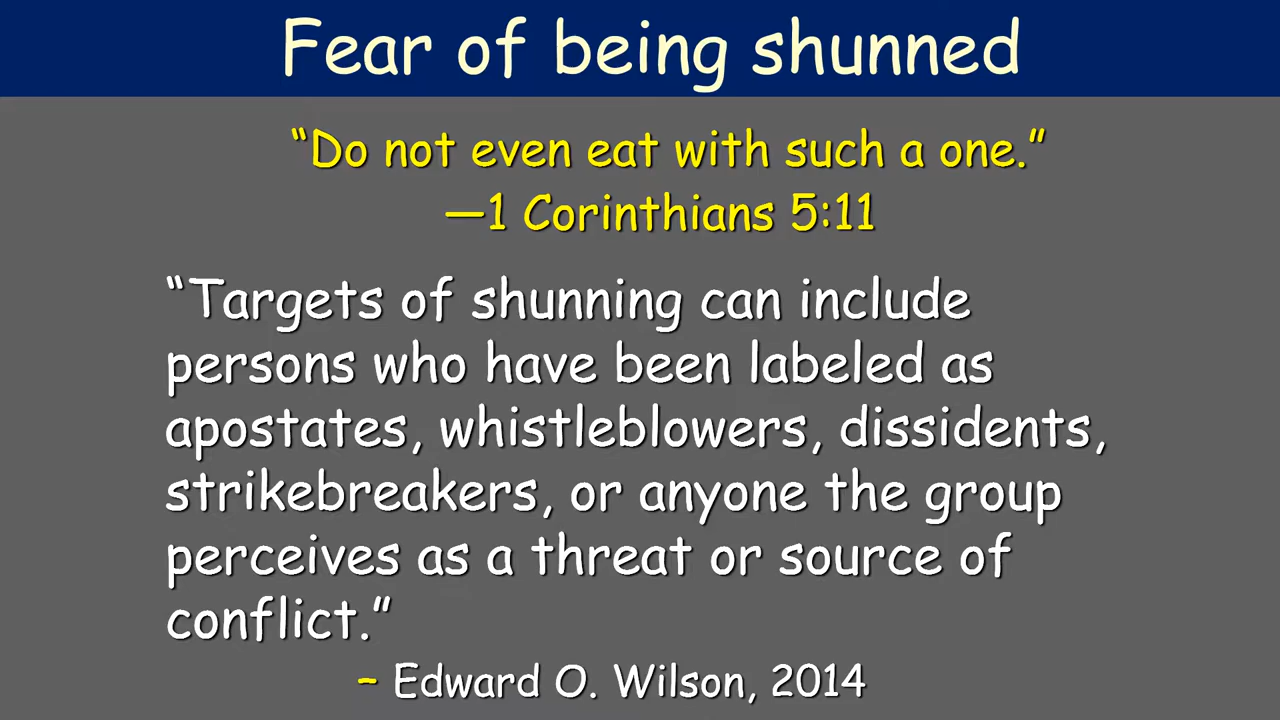 Fear of being shunned
“Do not even eat with such a one.”
—1 Corinthians 5:11
“Targets of shunning can include
persons who have been labeled as
apostates, whistleblowers, dissidents,
strikebreakers, or anyone the group
perceives as a threat or source of
conflict.”
~ Edward O. Wilson, 2014